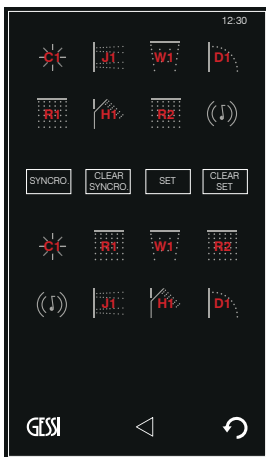 12:30
C1 J1 W1 D1
R1 H1 R2
SYNCRO. CLEAR SYNCRO. SET CLEAR SET
C1 R1 W1 R2
J1 H1 D1
GESSI